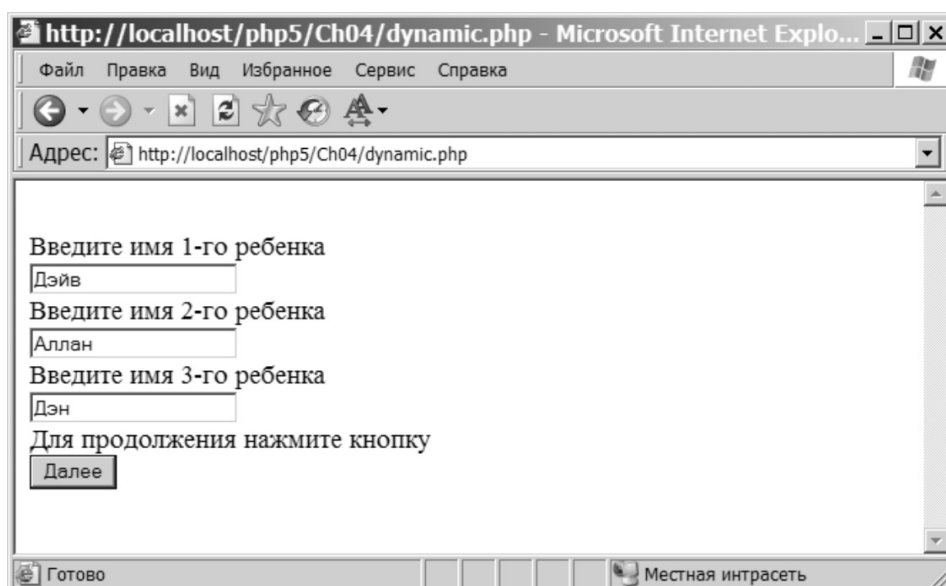 http://localhost/php5/Ch04/dynamic.php - Microsoft Internet Explo...
Файл Правка Вид Избранное Сервис Справка
Адрес: http://localhost/php5/Ch04/dynamic.php
Введите имя 1-го ребенка
Дэйв
Введите имя 2-го ребенка
Аллан
Введите имя 3-го ребенка
Дэн
Для продолжения нажмите кнопку
Далее
Готово Местная интрасеть